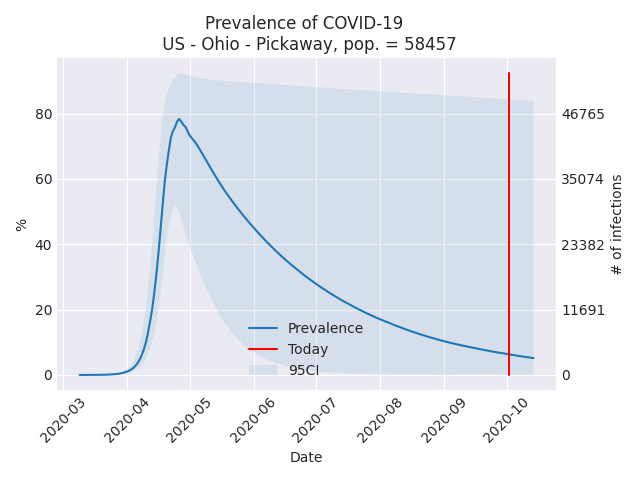 Prevalence of COVID-19
US - Ohio - Pickaway, pop. = 58457
%
80
60
40
20
0
46765
35074
23382
11691
0
# of infections
Prevalence
Today
95CI
2020-03
2020-04
2020-05
2020-06
2020-07
2020-08
2020-09
2020-10
Date